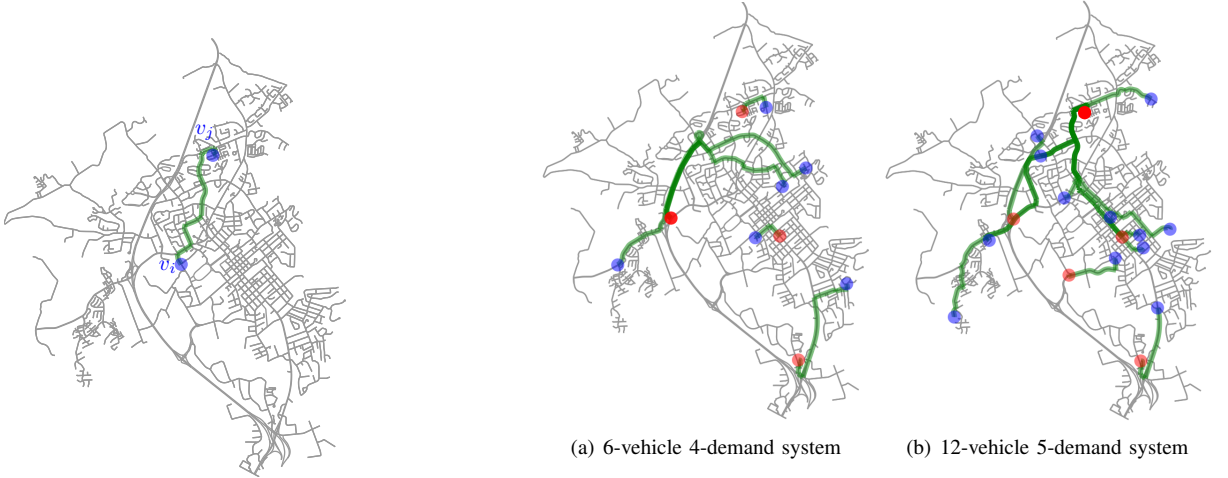 v_j
v_i
(a) 6-vehicle 4-demand system
(b) 12-vehicle 5-demand system